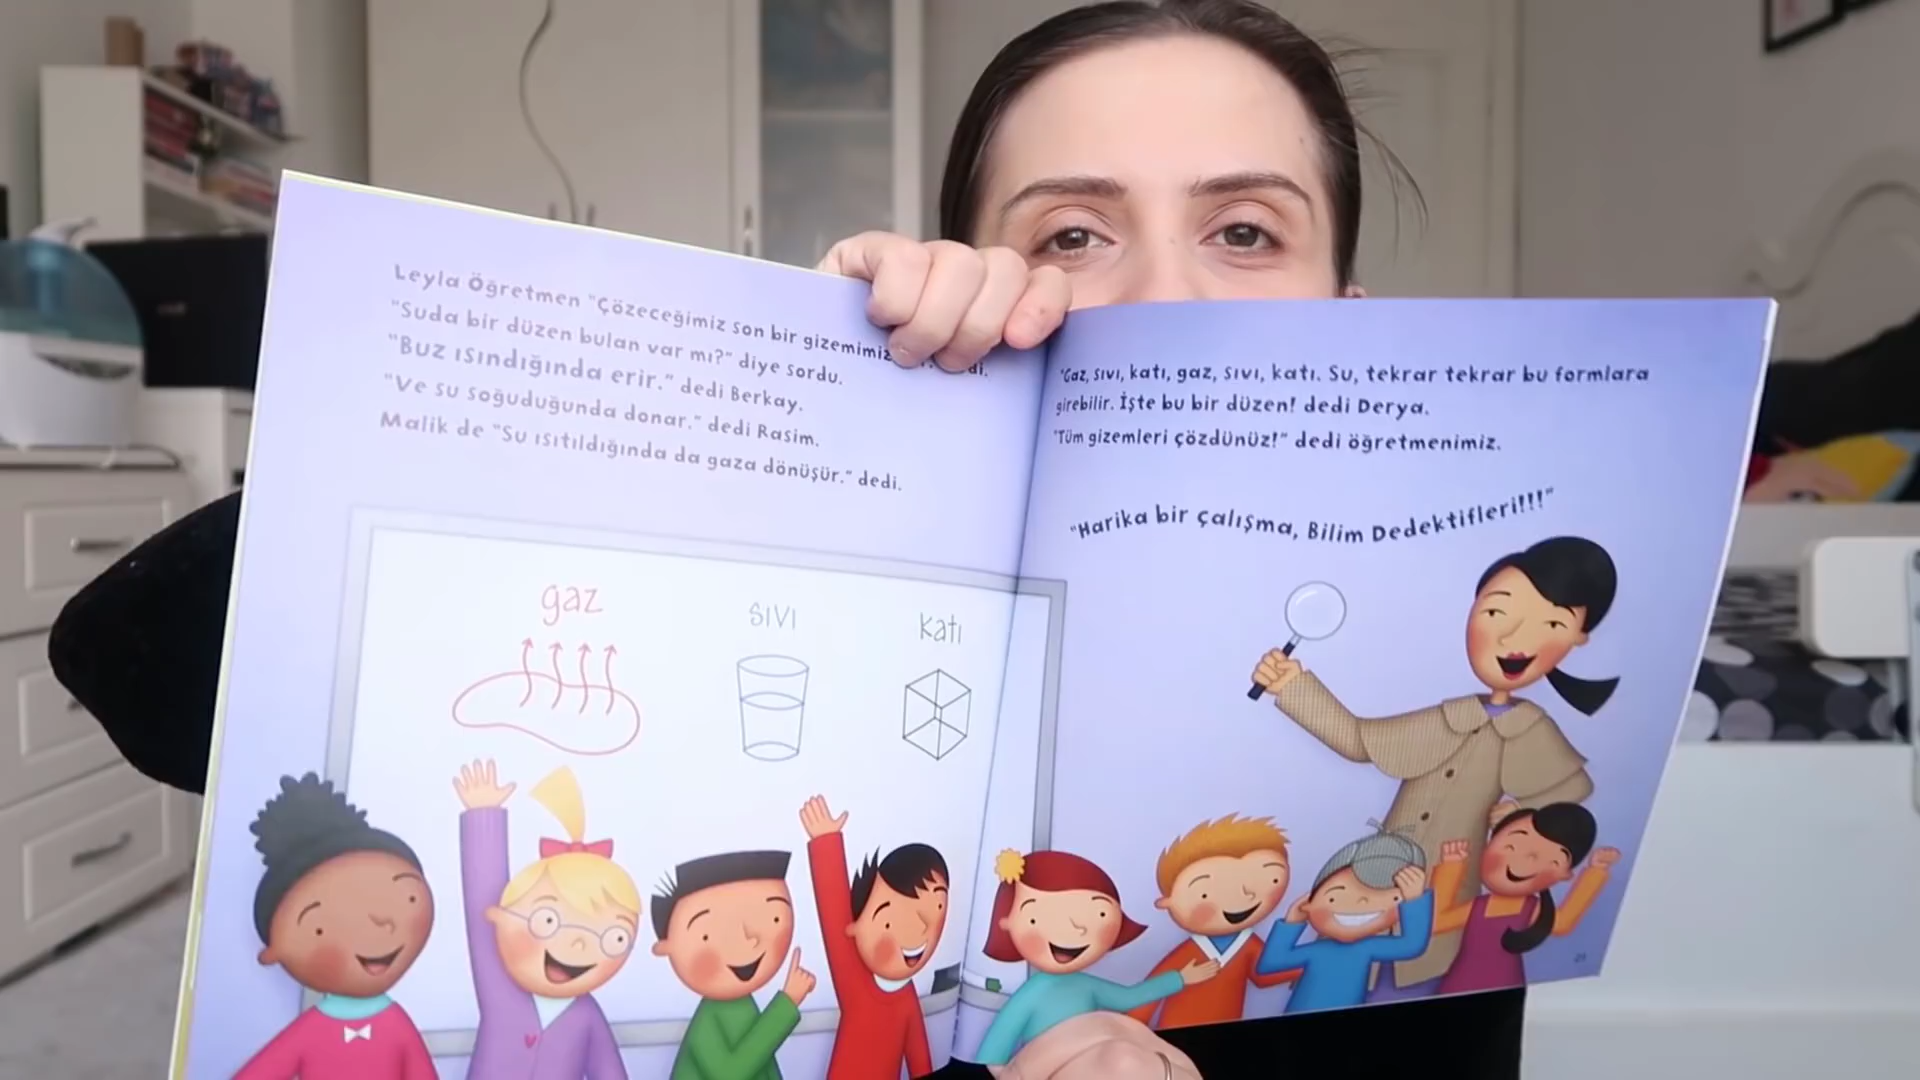 Leyla Öğretmen "Çözeceğimiz son bir gizemimiz
"Suda bir düzen bulan var mı?" diye sordu.
"Buz ısındığında erir." dedi Berkay.
"Ve su soğuduğunda donar." dedi Rasim.
Malik de "Su ısıtıldığında da gaza dönüşür." dedi.
gaz
sıvı
katı
"Gaz, sıvı, katı, gaz, sıvı, katı. Su, tekrar tekrar bu formlara
girebilir. İşte bu bir düzen! dedi Derya.
"Tüm gizemleri çözdünüz!" dedi öğretmenimiz.
"Harika bir çalışma, Bilim Dedektifleri!!!"